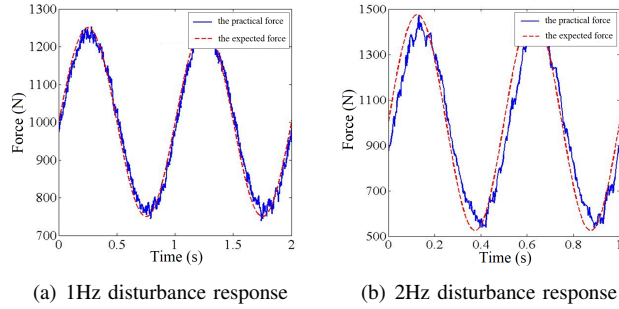 1300
1200
1100
1000
900
800
700
Force (N)
0
0.5
1
1.5
2
Time (s)
the practical force
the expected force
(a) 1Hz disturbance response
1500
1300
1100
900
700
500
Force (N)
0
0.2
0.4
0.6
0.8
1
Time (s)
the practical force
the expected force
(b) 2Hz disturbance response